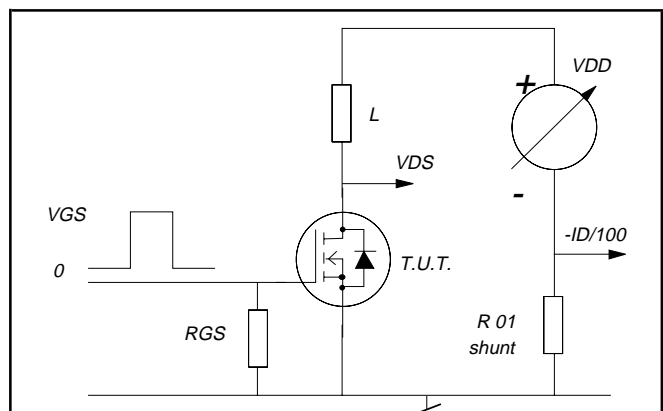 +
VDD
L
VDS
-
VGS
-ID/100
0
T.U.T.
RGS
R 01
shunt